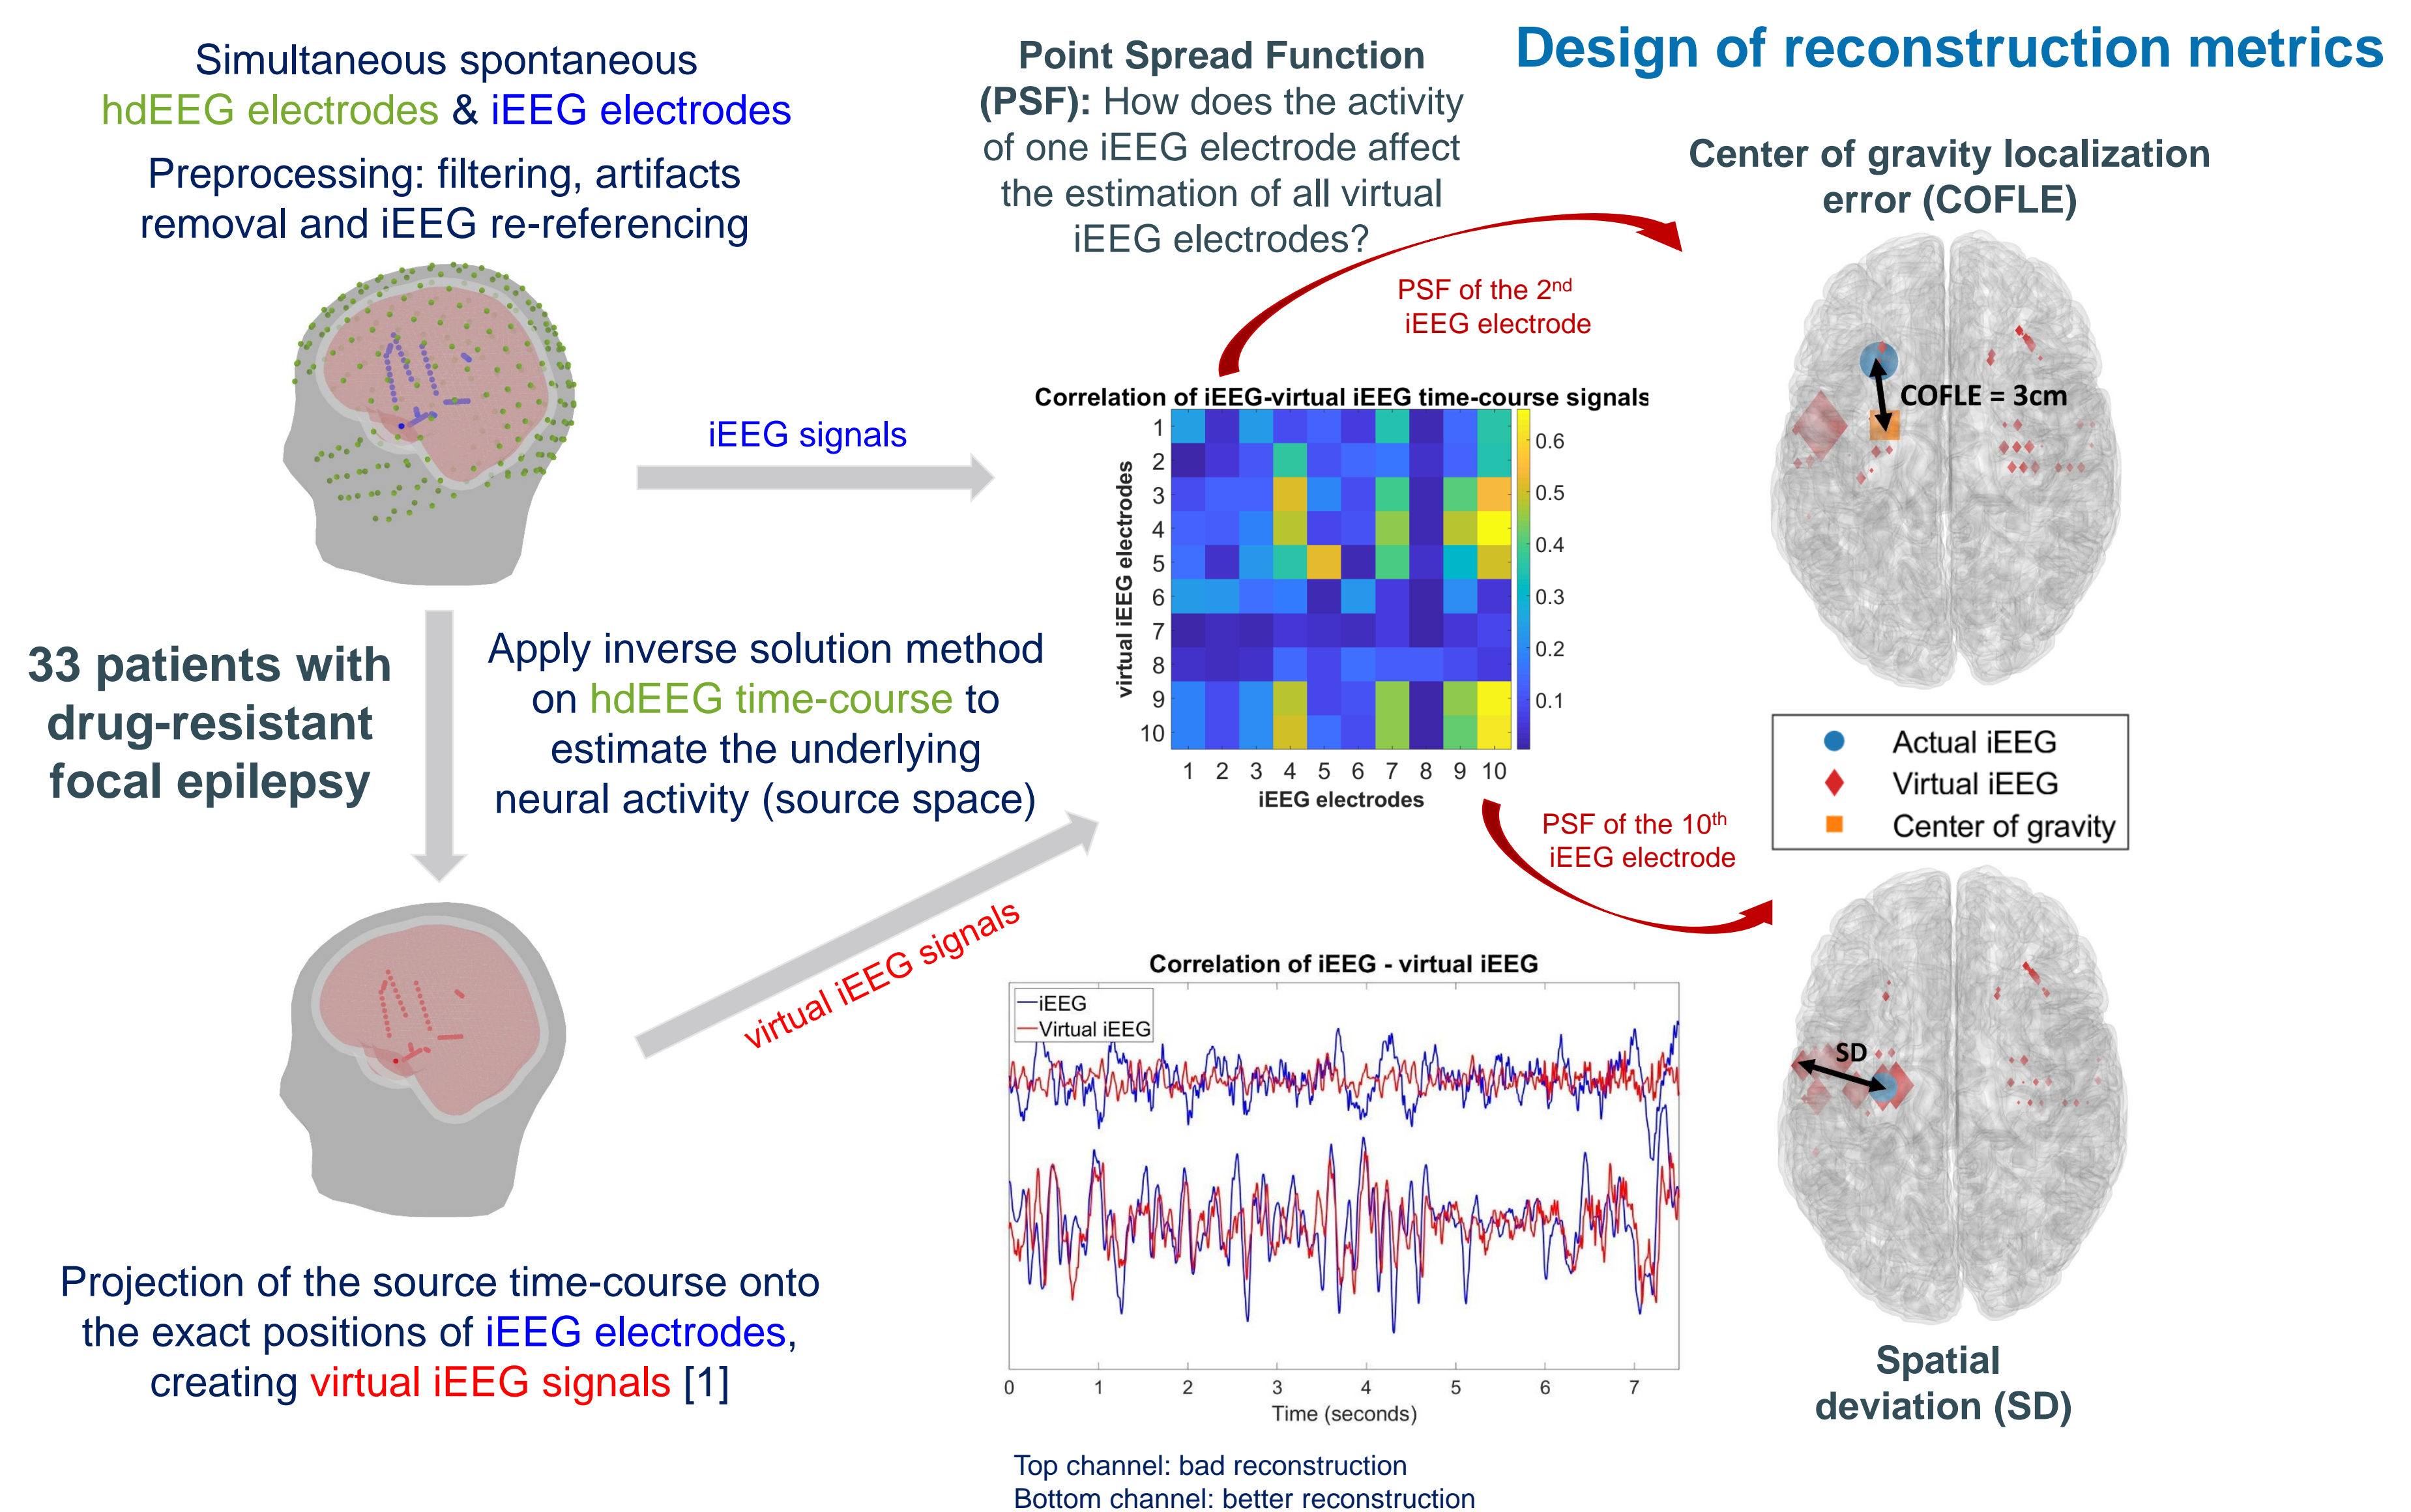 Design of reconstruction metrics
Simultaneous spontaneous
hdEEG electrodes & iEEG electrodes
Preprocessing: filtering, artifacts
removal and iEEG re-referencing
iEEG signals
33 patients with
drug-resistant
focal epilepsy
Apply inverse solution method
on hdEEG time-course to
estimate the underlying
neural activity (source space)
virtual iEEG signals
Projection of the source time-course onto
the exact positions of iEEG electrodes,
creating virtual iEEG signals [1]
Point Spread Function
(PSF): How does the activity
of one iEEG electrode affect
the estimation of all virtual
iEEG electrodes?
PSF of the 2nd
iEEG electrode
Correlation of iEEG-virtual iEEG time-course signals
virtual iEEG electrodes
1
2
3
4
5
6
7
8
9
10
1 2 3 4 5 6 7 8 9 10
iEEG electrodes
0.6
0.5
0.4
0.3
0.2
0.1
PSF of the 10th
iEEG electrode
Correlation of iEEG - virtual iEEG
iEEG
Virtual iEEG
0 1 2 3 4 5 6 7
Time (seconds)
Top channel: bad reconstruction
Bottom channel: better reconstruction
Center of gravity localization
error (COFLE)
COFLE = 3cm
Actual iEEG
Virtual iEEG
Center of gravity
SD
Spatial
deviation (SD)